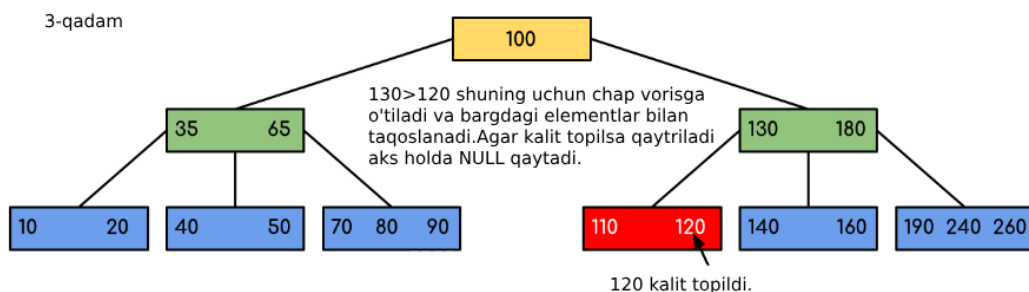 3-qadam
100
130>120 shuning uchun chap vorisga
o'tiladi va bargdagi elementlar bilan
taqoslanadi.Agar kalit topilsa qaytriladi
aks holda NULL qaytadi.
35 65
130 180
10 20
40 50
70 80 90
110 120
140 160
190 240 260
120 kalit topildi.